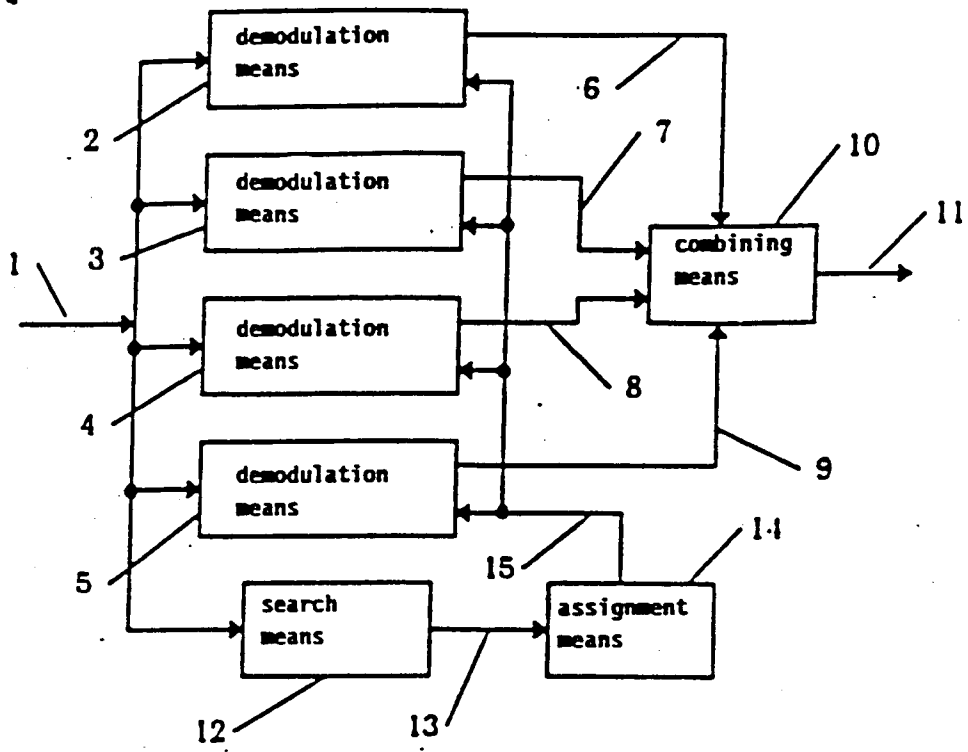 demodulation
means
6
2
7
demodulation
means
10
3
11
combining
means
1
demodulation
means
8
4
9
demodulation
means
15
14
5
search
means
assignment
means
12
13